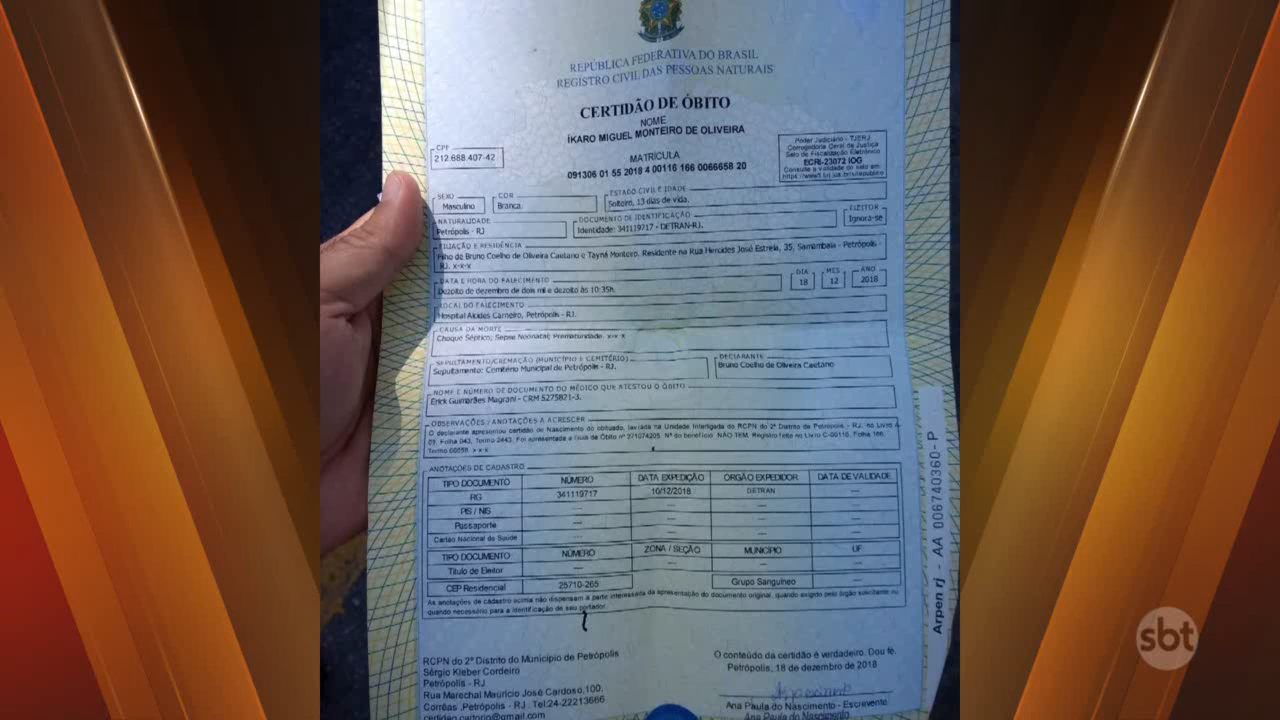 REPÚBLICA FEDERATIVA DO BRASIL
REGISTRO CIVIL DAS PESSOAS NATURAIS
CERTIDÃO DE ÓBITO
NOME
ÍKARO MIGUEL MONTEIRO DE OLIVEIRA
CPF
212.688.407-42
MATRÍCULA
091306 01 55 2018 4 00116 166 0066658 20
Poder Judiciário - TJERJ
Corregedoria Geral de Justiça
Selo de Fiscalização Eletrônico
ECRI-23072 IOG
Consulte a validade do selo em
SEXO
Masculino
COR
Branca
ESTADO CIVIL E IDADE
Solteiro, 13 dias de vida.
NATURALIDADE
Petrópolis - RJ
DOCUMENTO DE IDENTIFICAÇÃO
Identidade: 341119717 - DETRAN-RJ.
ELEITOR
Ignora-se
FILIAÇÃO E RESIDÊNCIA
Filho de Bruno Coelho de Oliveira Caetano e Tayná Monteiro. Residente na Rua Hercides José Estrela, 35, Samambaia - Petrópolis -
RJ. x-x-x
DATA E HORA DO FALECIMENTO
Dezoito de dezembro de dois mil e dezoito às 10:35h.
DIA
18
MES
12
ANO
2018
LOCAL DO FALECIMENTO
Hospital Alcides Carneiro, Petrópolis - RJ.
CAUSA DA MORTE
Choque Séptico; Sepse Neonatal; Prematuridade. x-x-x
SEPULTAMENTO/CREMAÇÃO (MUNICÍPIO E CEMITÉRIO)
Sepultamento: Cemitério Municipal de Petrópolis - RJ.
DECLARANTE
Bruno Coelho de Oliveira Caetano
NOME E NÚMERO DE DOCUMENTO DO MÉDICO QUE ATESTOU O ÓBITO
Erick Guimarães Magrani - CRM 5275821-3.
OBSERVAÇÕES / ANOTAÇÕES A ACRESCER
O declarante apresentou certidão de Nascimento do obituado, lavrada na Unidade Interligada do RCPN do 2º Distrito de Petrópolis - RJ, no Livro A
07, Folha 043, Termo 2443. Foi apresentada a Guia de Óbito nº 271074205. Nº do benefício: NÃO TEM. Registro feito no Livro C-00116, Folha 166,
Termo 66658 x-x-x
ANOTAÇÕES DE CADASTRO
TIPO DOCUMENTO NÚMERO DATA EXPEDIÇÃO ÓRGÃO EXPEDIDOR DATA DE VALIDADE
RG 341119717 10/12/2018 DETRAN —
PIS / NIS — — — —
Passaporte — — — —
Cartão Nacional de Saúde — — — —
TIPO DOCUMENTO NÚMERO ZONA / SEÇÃO MUNICÍPIO UF
Título de Eleitor — — — —
CEP Residencial 25710-265 Grupo Sanguíneo —
As anotações de cadastro acima não dispensam a parte interessada da apresentação do documento original, quando exigido pelo órgão solicitante ou
quando necessário para a identificação de seu portador.
RCPN do 2º Distrito do Município de Petrópolis
Sérgio Kleber Cordeiro
Petrópolis - RJ
Rua Marechal Maurício José Cardoso,100,
Corrêas ,Petrópolis - RJ . Tel:24-22213666
certidao.cartorio@gmail.com
O conteúdo da certidão é verdadeiro. Dou fé.
Petrópolis, 18 de dezembro de 2018
Ana Paula do Nascimento - Escrevente
Ana Paula do Nascimento
Arpen rj - AA 006740360 - P
sbt